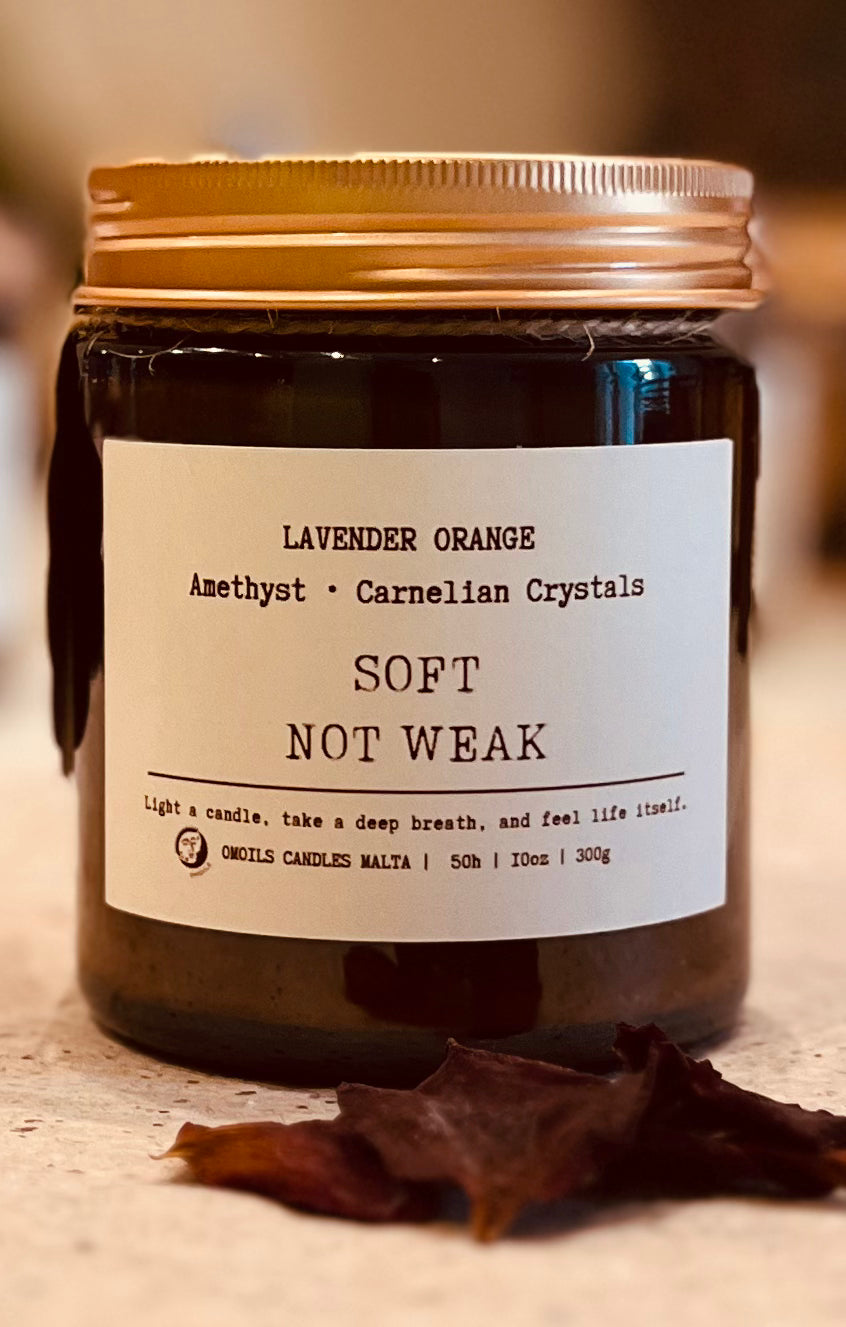 LAVENDER ORANGE
Amethyst · Carnelian Crystals
SOFT
NOT WEAK
Light a candle, take a deep breath, and feel life itself.
OMOILS CANDLES MALTA | 50h | 10oz | 300g